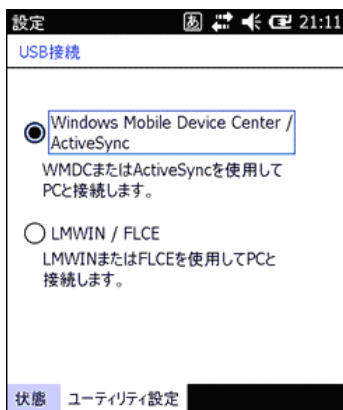 設定 あ 21:11
USB接続
Windows Mobile Device Center /
ActiveSync
WMDCまたはActiveSyncを使用して
PCと接続します。
LMWIN / FLCE
LMWINまたはFLCEを使用してPCと
接続します。
状態 ユーティリティ設定